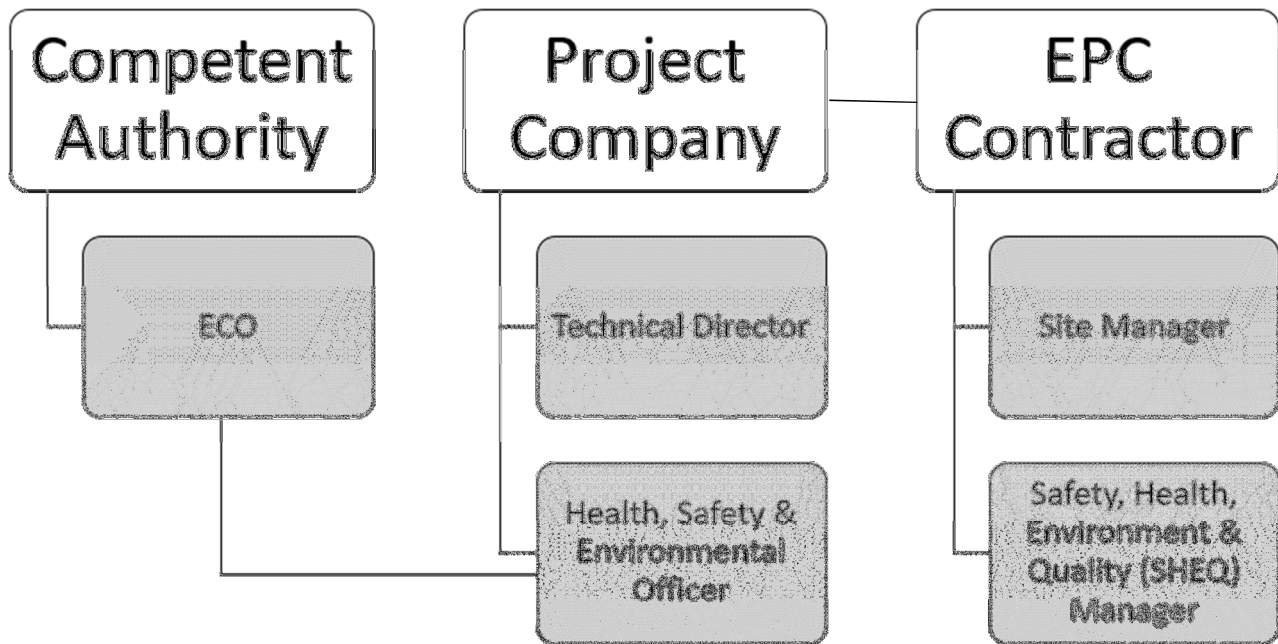 Competent
Authority
Project
Company
EPC
Contractor
ECO
Technical Director
Site Manager
Health, Safety &
Environmental
Officer
Safety, Health,
Environment &
Quality (SHEQ)
Manager